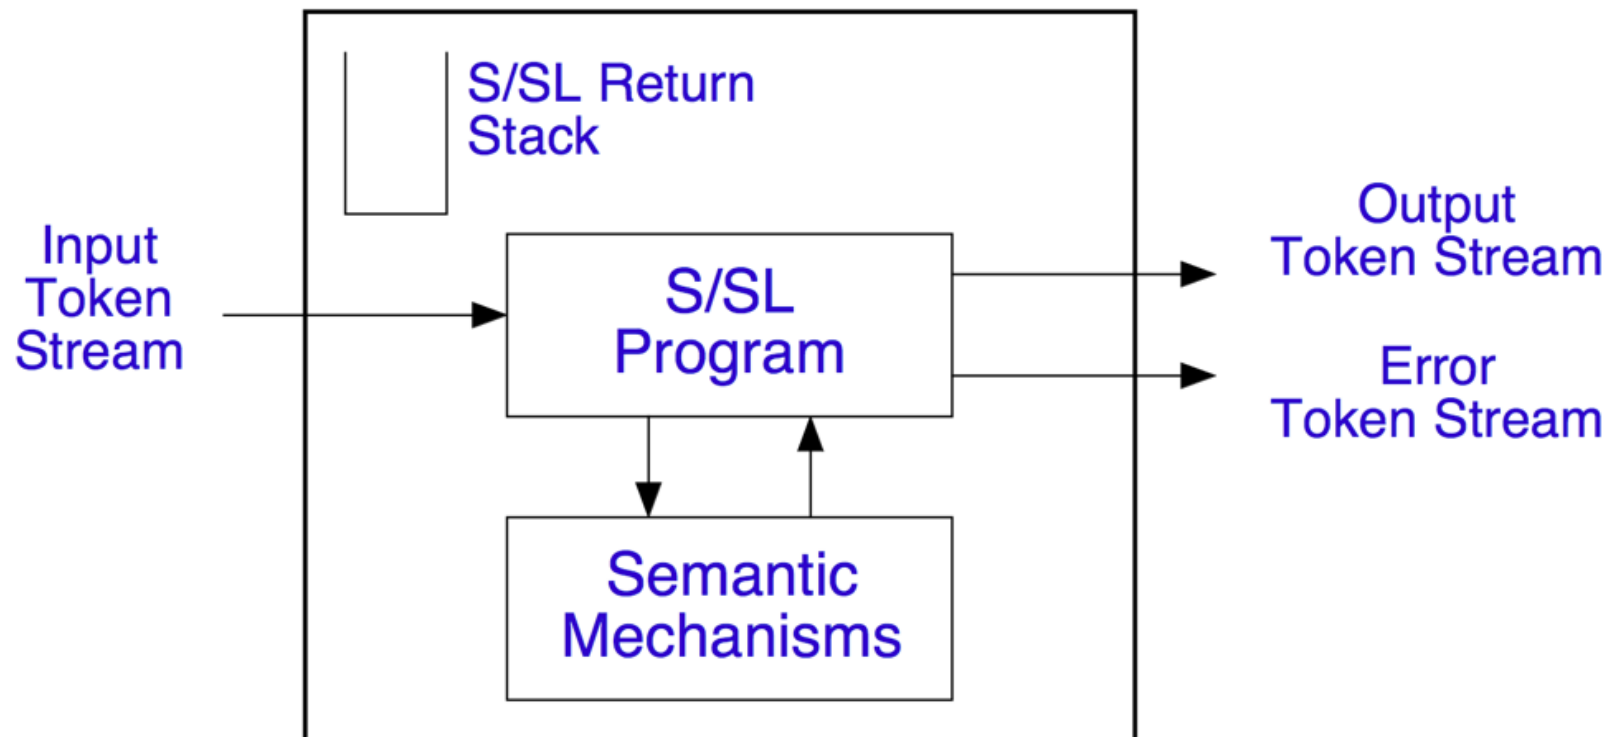 S/SL Return
Stack
Input
Token
Stream
S/SL
Program
Output
Token Stream
Error
Token Stream
Semantic
Mechanisms